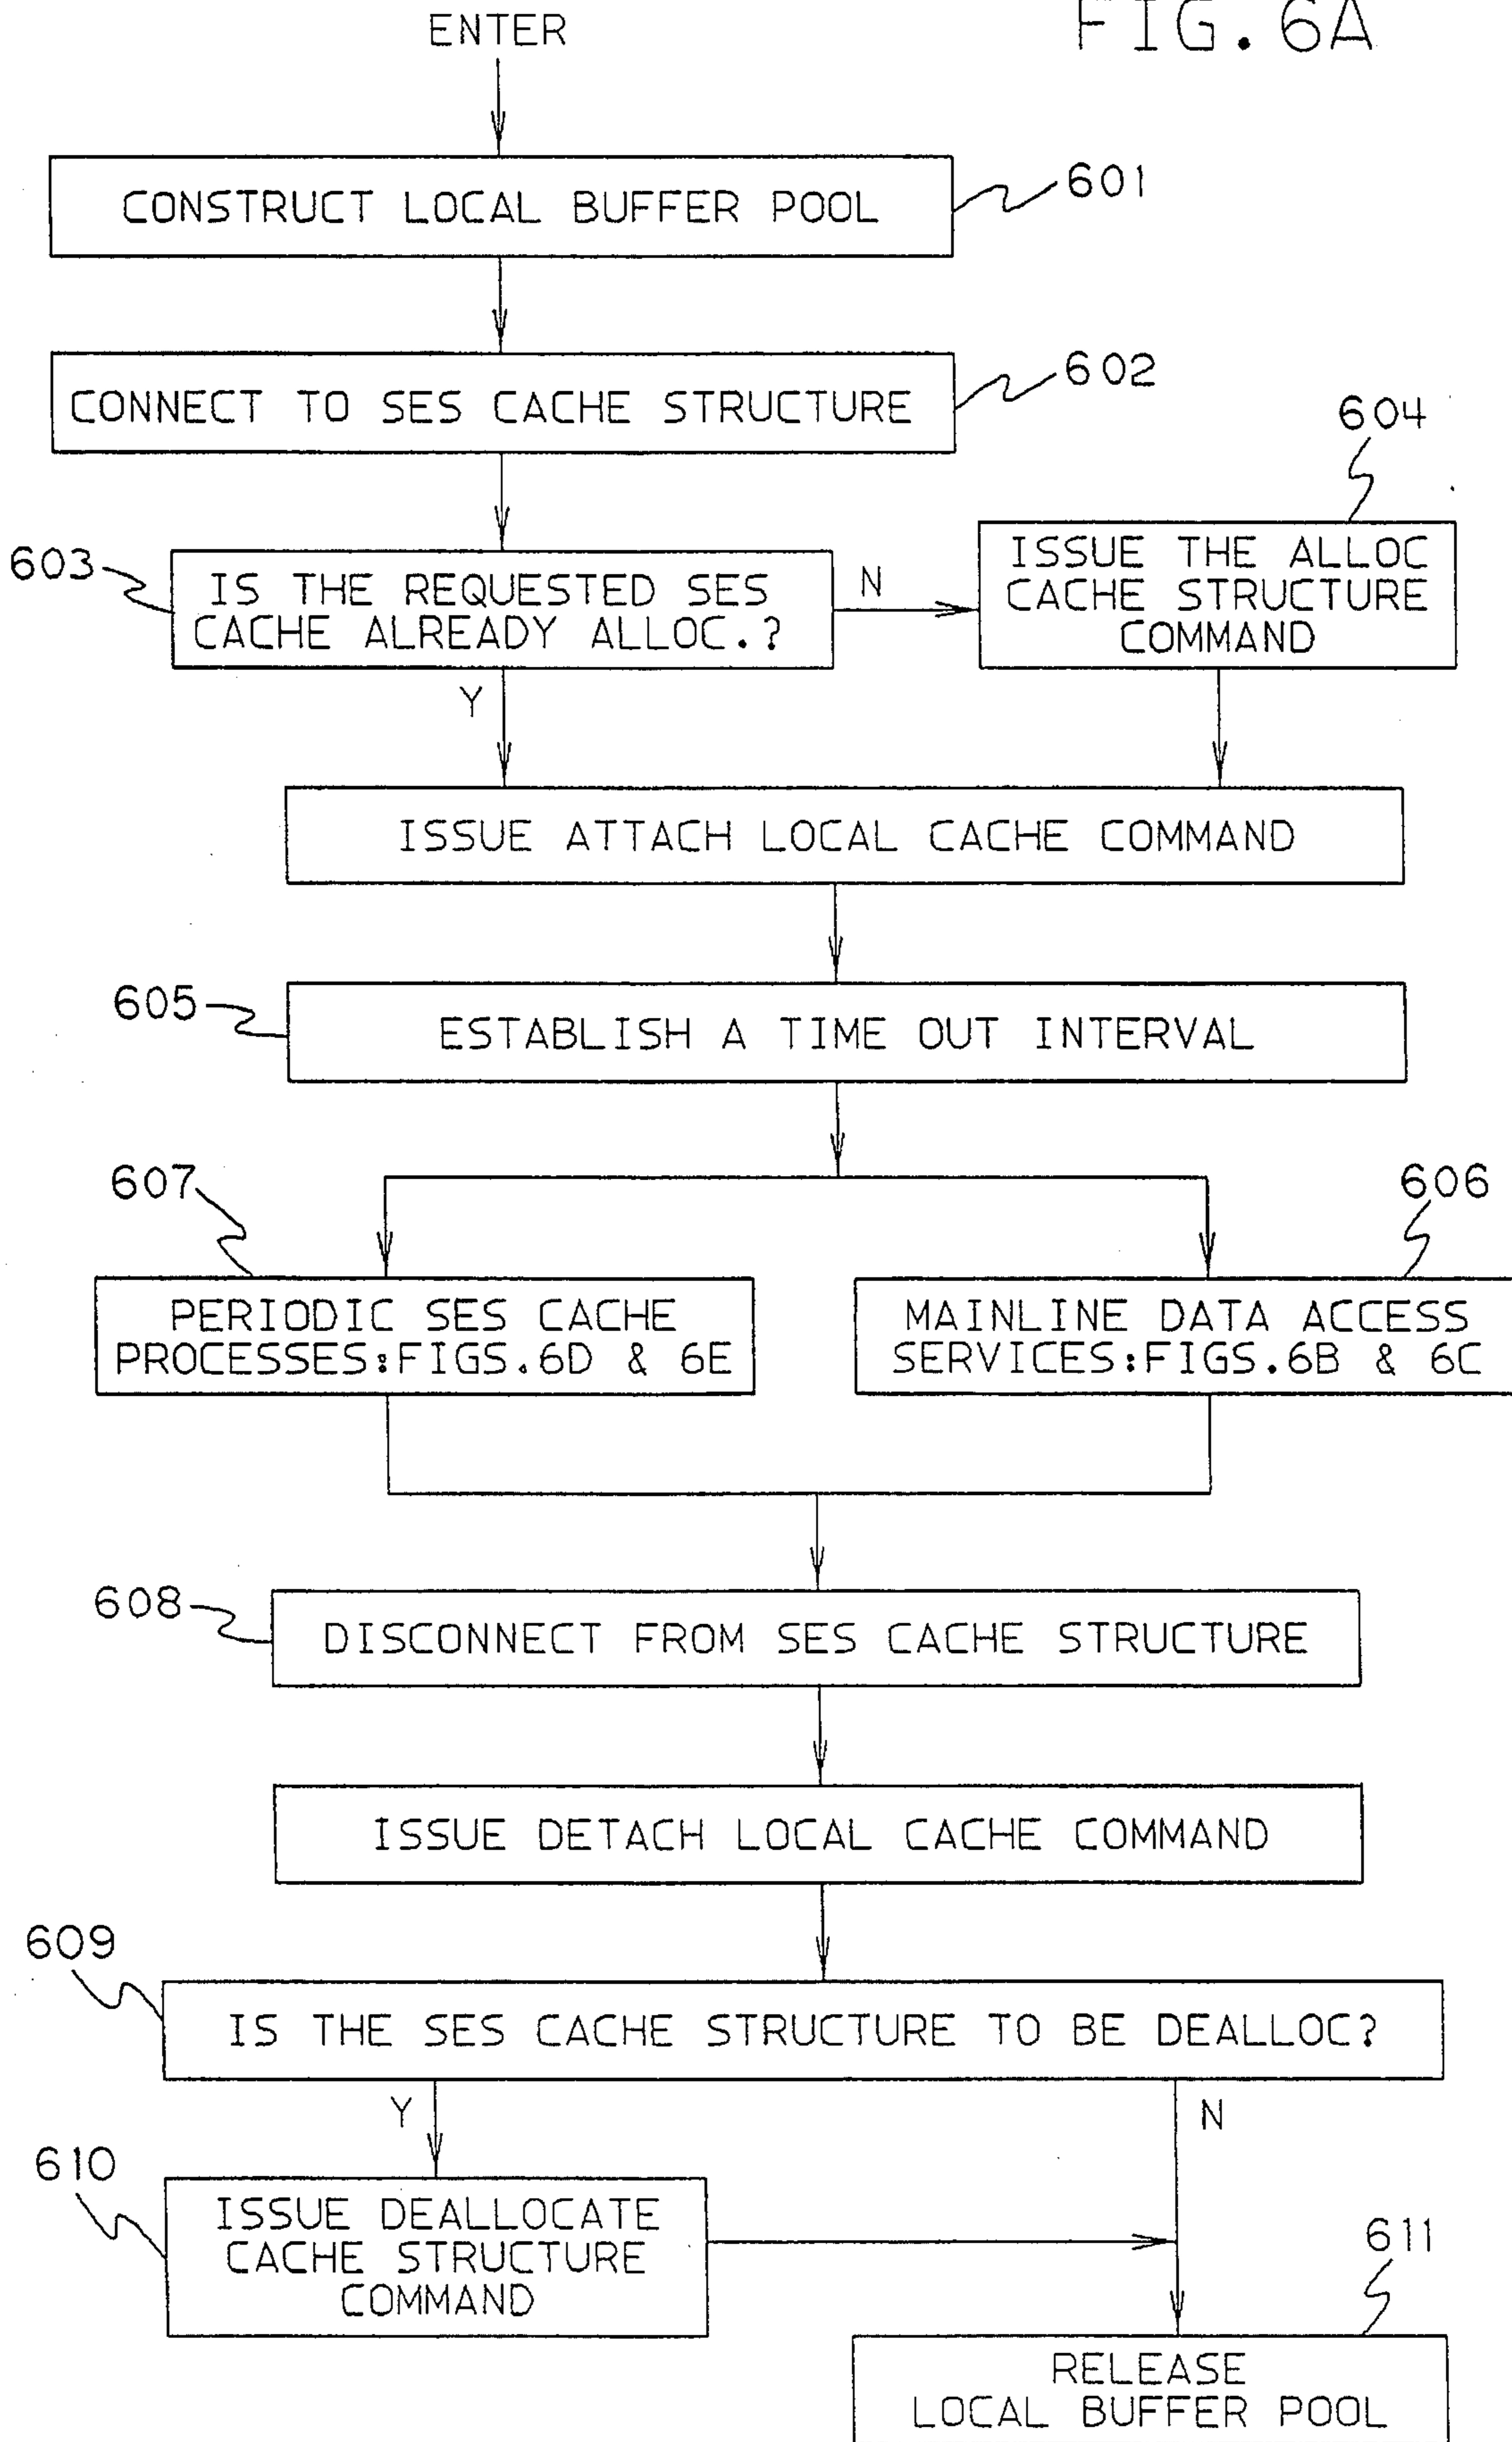 FIG. 6A
ENTER
CONSTRUCT LOCAL BUFFER POOL
601
CONNECT TO SES CACHE STRUCTURE
602
604
603
IS THE REQUESTED SES
CACHE ALREADY ALLOC.?
N
ISSUE THE ALLOC
CACHE STRUCTURE
COMMAND
Y
ISSUE ATTACH LOCAL CACHE COMMAND
605
ESTABLISH A TIME OUT INTERVAL
607
606
PERIODIC SES CACHE
PROCESSES:FIGS.6D & 6E
MAINLINE DATA ACCESS
SERVICES:FIGS.6B & 6C
608
DISCONNECT FROM SES CACHE STRUCTURE
ISSUE DETACH LOCAL CACHE COMMAND
609
IS THE SES CACHE STRUCTURE TO BE DEALLOC?
Y
N
610
ISSUE DEALLOCATE
CACHE STRUCTURE
COMMAND
611
RELEASE
LOCAL BUFFER POOL